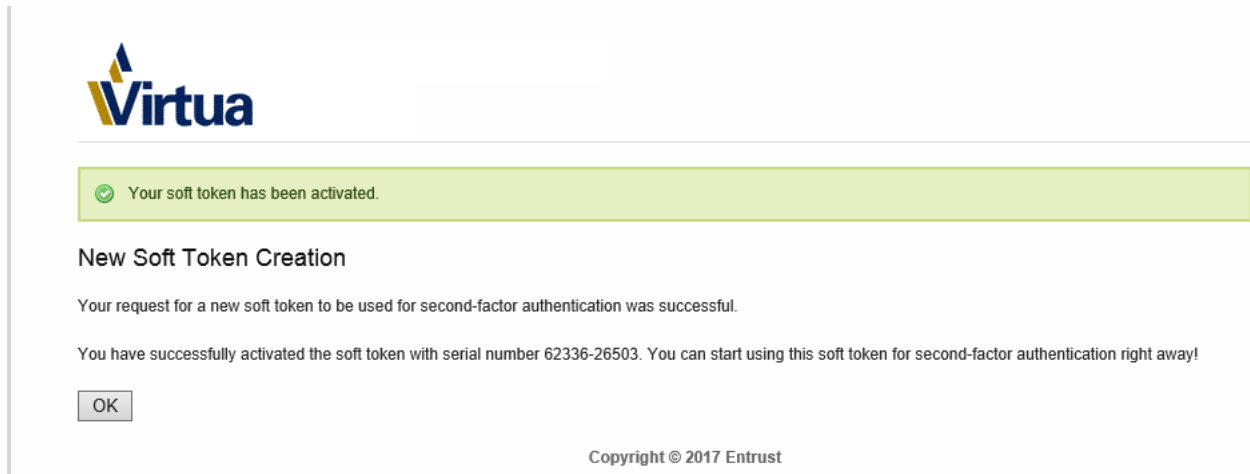 Virtua
Your soft token has been activated.
New Soft Token Creation
Your request for a new soft token to be used for second-factor authentication was successful.
You have successfully activated the soft token with serial number 62336-26503. You can start using this soft token for second-factor authentication right away!
OK
Copyright © 2017 Entrust